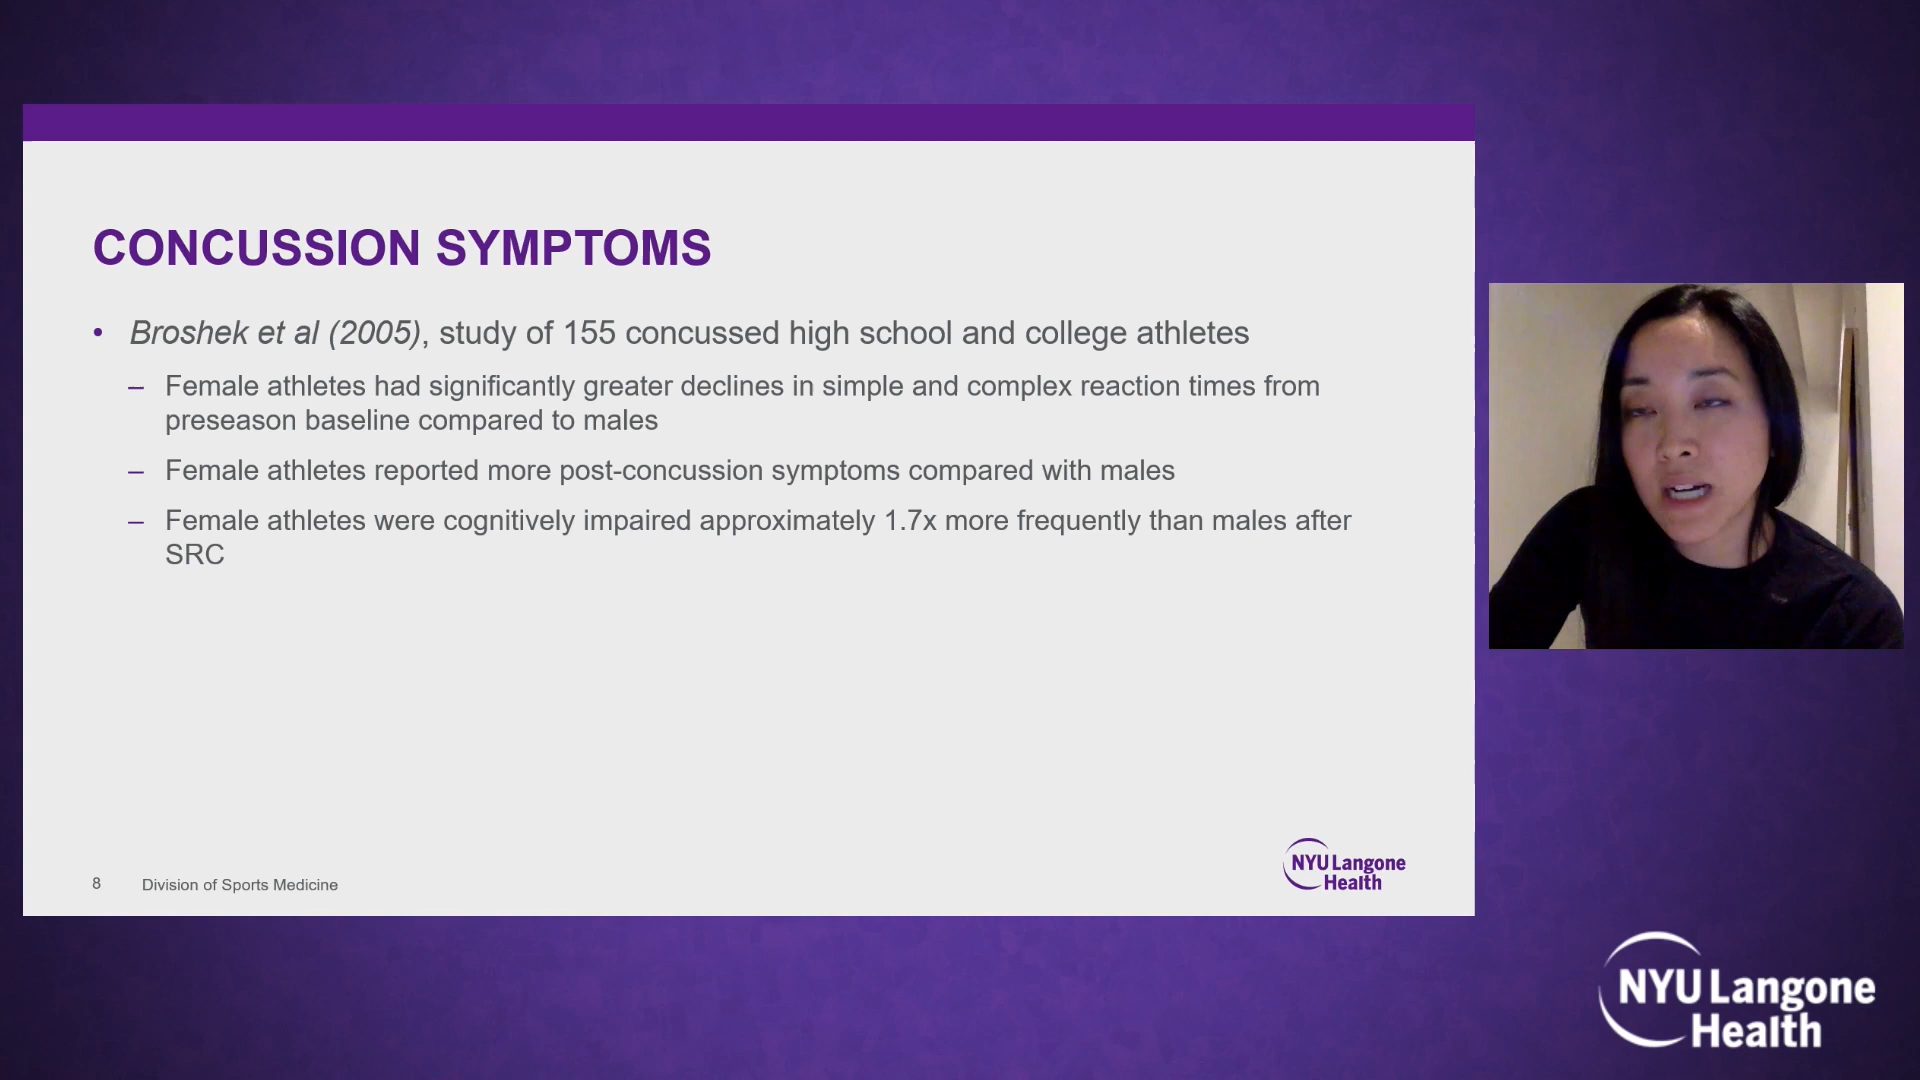 CONCUSSION SYMPTOMS
• Broshek et al (2005), study of 155 concussed high school and college athletes
– Female athletes had significantly greater declines in simple and complex reaction times from
preseason baseline compared to males
– Female athletes reported more post-concussion symptoms compared with males
– Female athletes were cognitively impaired approximately 1.7x more frequently than males after
SRC
8 Division of Sports Medicine
NYU Langone
Health
NYU Langone
Health